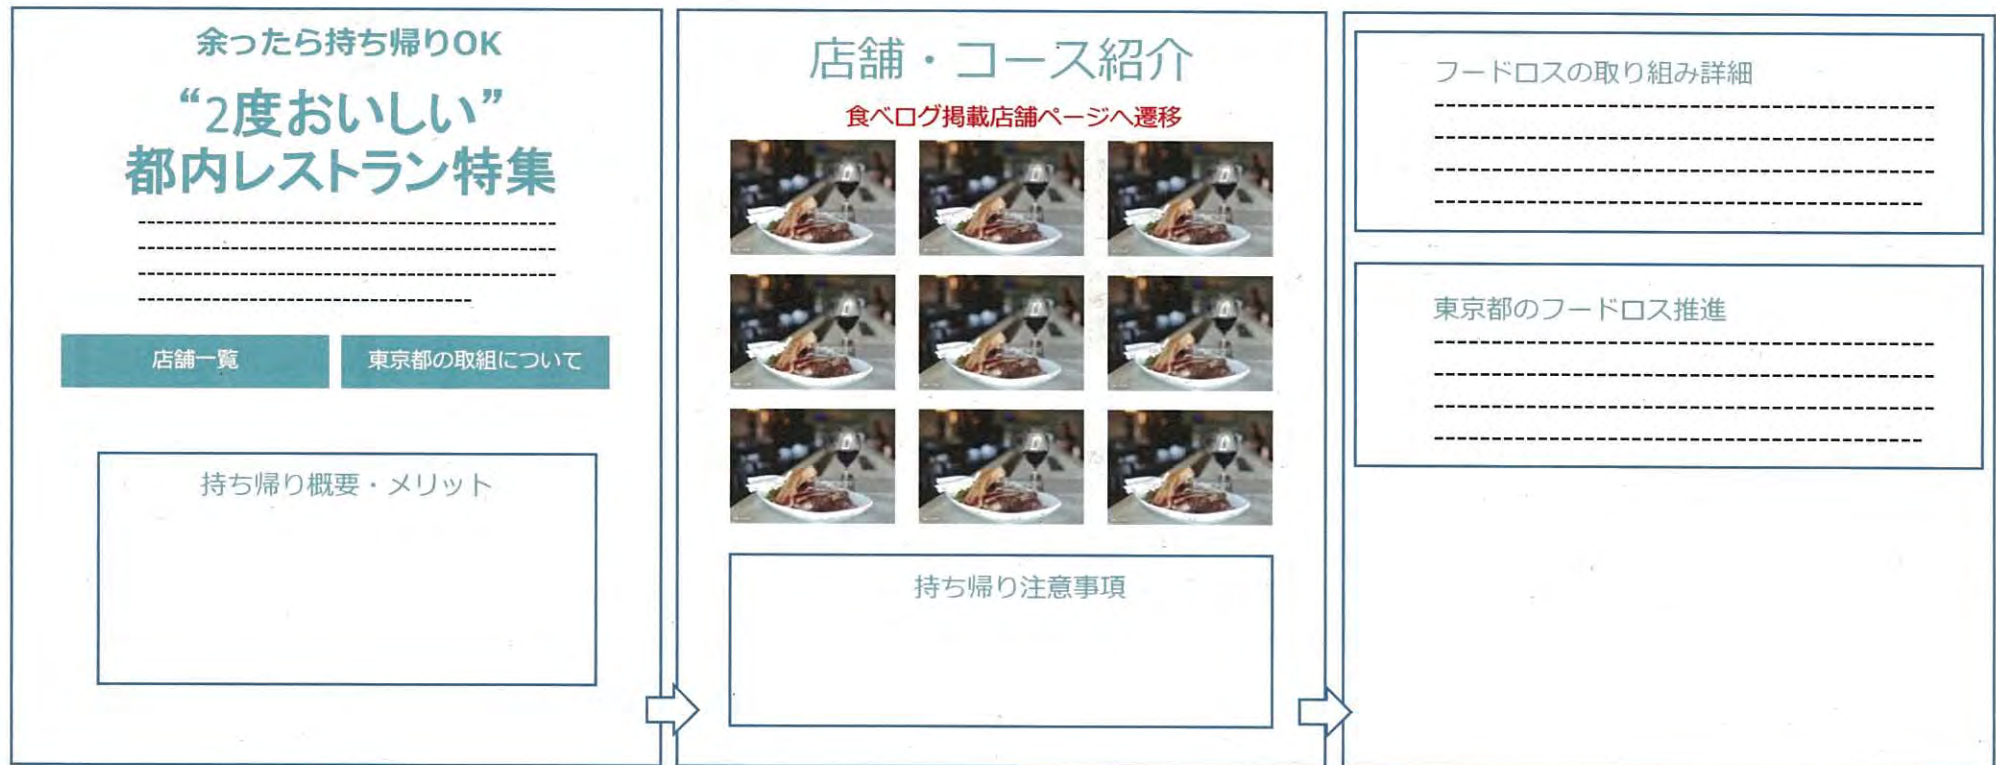 余ったら持ち帰りOK
“2度おいしい”
都内レストラン特集
店舗一覧
東京都の取組について
持ち帰り概要・メリット
店舗・コース紹介
食べログ掲載店舗ページへ遷移
持ち帰り注意事項
フードロスの取り組み詳細
東京都のフードロス推進